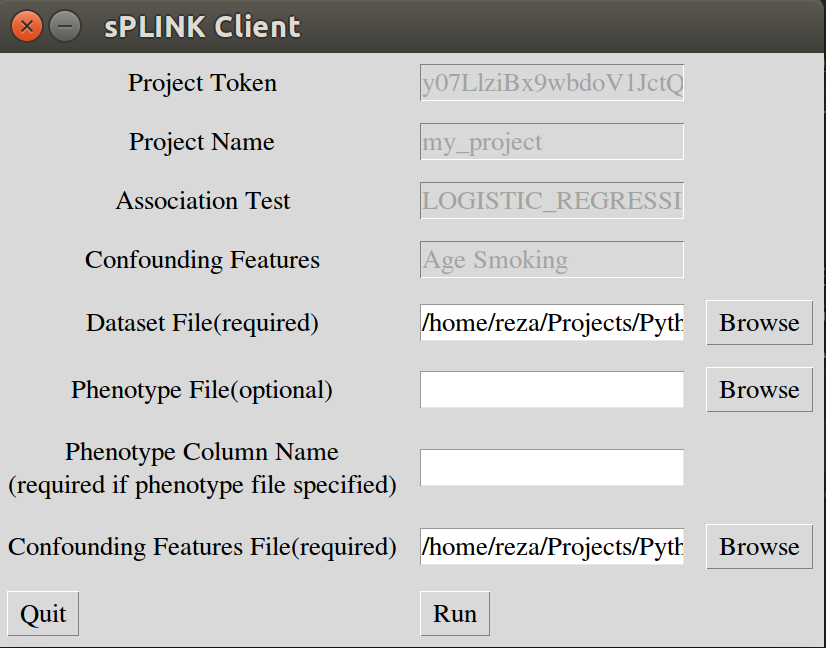 sPLINK Client
Project Token y07LlziBx9wbdoV1JctQ
Project Name my_project
Association Test LOGISTIC_REGRESSI
Confounding Features Age Smoking
Dataset File(required) /home/reza/Projects/Pyth Browse
Phenotype File(optional) Browse
Phenotype Column Name
(required if phenotype file specified)
Confounding Features File(required) /home/reza/Projects/Pyth Browse
Quit Run